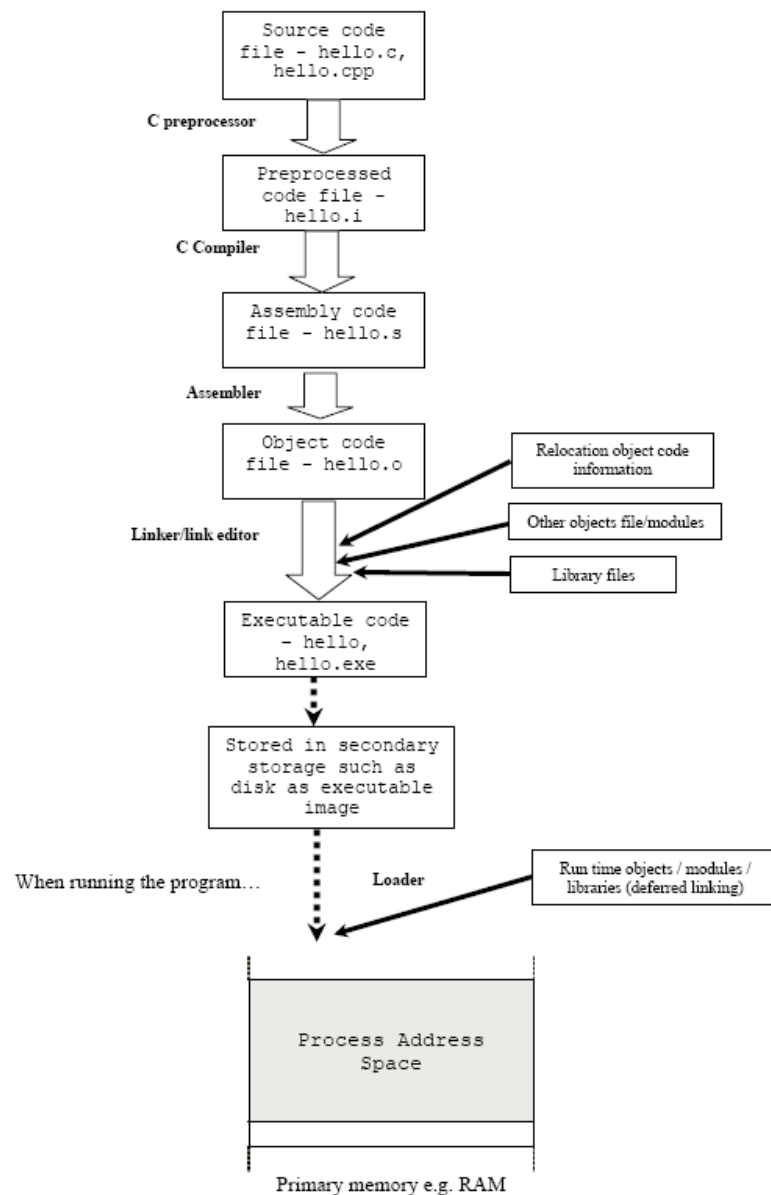 Source code
file - hello.c,
hello.cpp
C preprocessor
Preprocessed
code file -
hello.i
C Compiler
Assembly code
file - hello.s
Assembler
Object code
file - hello.o
Relocation object code
information
Linker/link editor
Other objects file/modules
Library files
Executable code
- hello,
hello.exe
Stored in secondary
storage such as
disk as executable
image
When running the program…
Loader
Run time objects / modules /
libraries (deferred linking)
Process Address
Space
Primary memory e.g. RAM